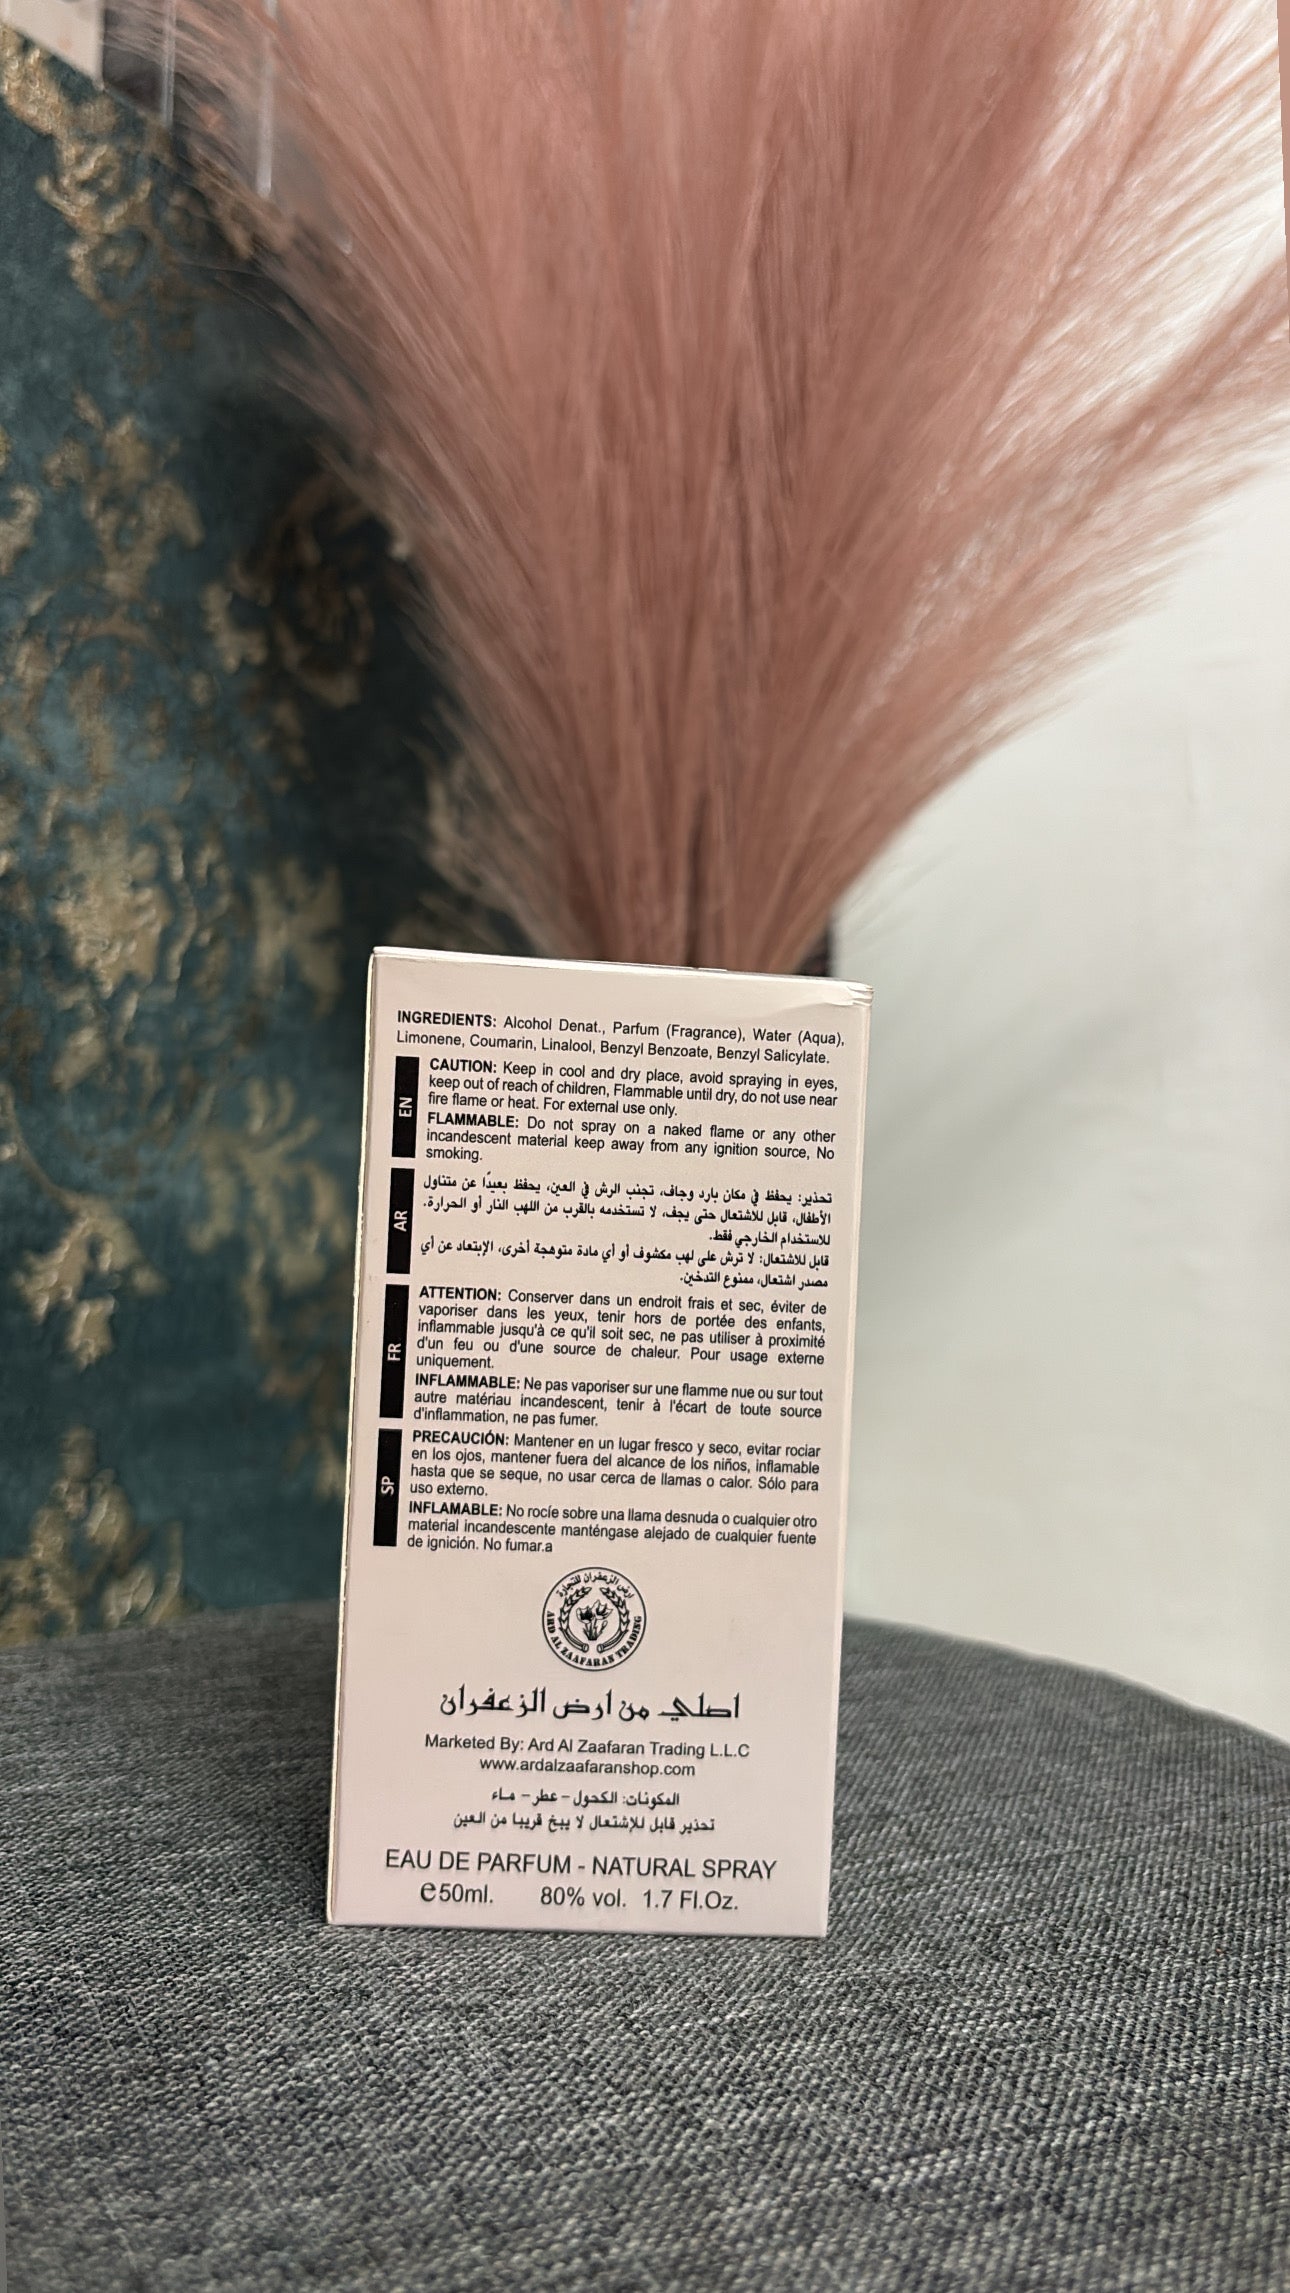 INGREDIENTS: Alcohol Denat., Parfum (Fragrance), Water (Aqua),
Limonene, Coumarin, Linalool, Benzyl Benzoate, Benzyl Salicylate.
EN
CAUTION: Keep in cool and dry place, avoid spraying in eyes,
keep out of reach of children, Flammable until dry, do not use near
fire flame or heat. For external use only.
FLAMMABLE: Do not spray on a naked flame or any other
incandescent material keep away from any ignition source, No
smoking.
AR
تحذير: يحفظ في مكان بارد وجاف، تجنب الرش في العين، يحفظ بعيدًا عن متناول
الأطفال، قابل للاشتعال حتى يجف، لا تستخدمه بالقرب من اللهب النار أو الحرارة.
للاستخدام الخارجي فقط.
قابل للاشتعال: لا ترش على لهب مكشوف أو أي مادة متوهجة أخرى، الإبتعاد عن أي
مصدر اشتعال، ممنوع التدخين.
FR
ATTENTION: Conserver dans un endroit frais et sec, éviter de
vaporiser dans les yeux, tenir hors de portée des enfants,
inflammable jusqu'à ce qu'il soit sec, ne pas utiliser à proximité
d'un feu ou d'une source de chaleur. Pour usage externe
uniquement.
INFLAMMABLE: Ne pas vaporiser sur une flamme nue ou sur tout
autre matériau incandescent, tenir à l'écart de toute source
d'inflammation, ne pas fumer.
SP
PRECAUCIÓN: Mantener en un lugar fresco y seco, evitar rociar
en los ojos, mantener fuera del alcance de los niños, inflamable
hasta que se seque, no usar cerca de llamas o calor. Sólo para
uso externo.
INFLAMABLE: No rocíe sobre una llama desnuda o cualquier otro
material incandescente manténgase alejado de cualquier fuente
de ignición. No fumar.a
ارض الزعفران للتجارة
ARD AL ZAAFARAN TRADING
اصلي من ارض الزعفران
Marketed By: Ard Al Zaafaran Trading L.L.C
www.ardalzaafaranshop.com
المكونات: الكحول – عطر – ماء
تحذير قابل للإشتعال لا يبخ قريبا من العين
EAU DE PARFUM - NATURAL SPRAY
e50ml. 80% vol. 1.7 Fl.Oz.